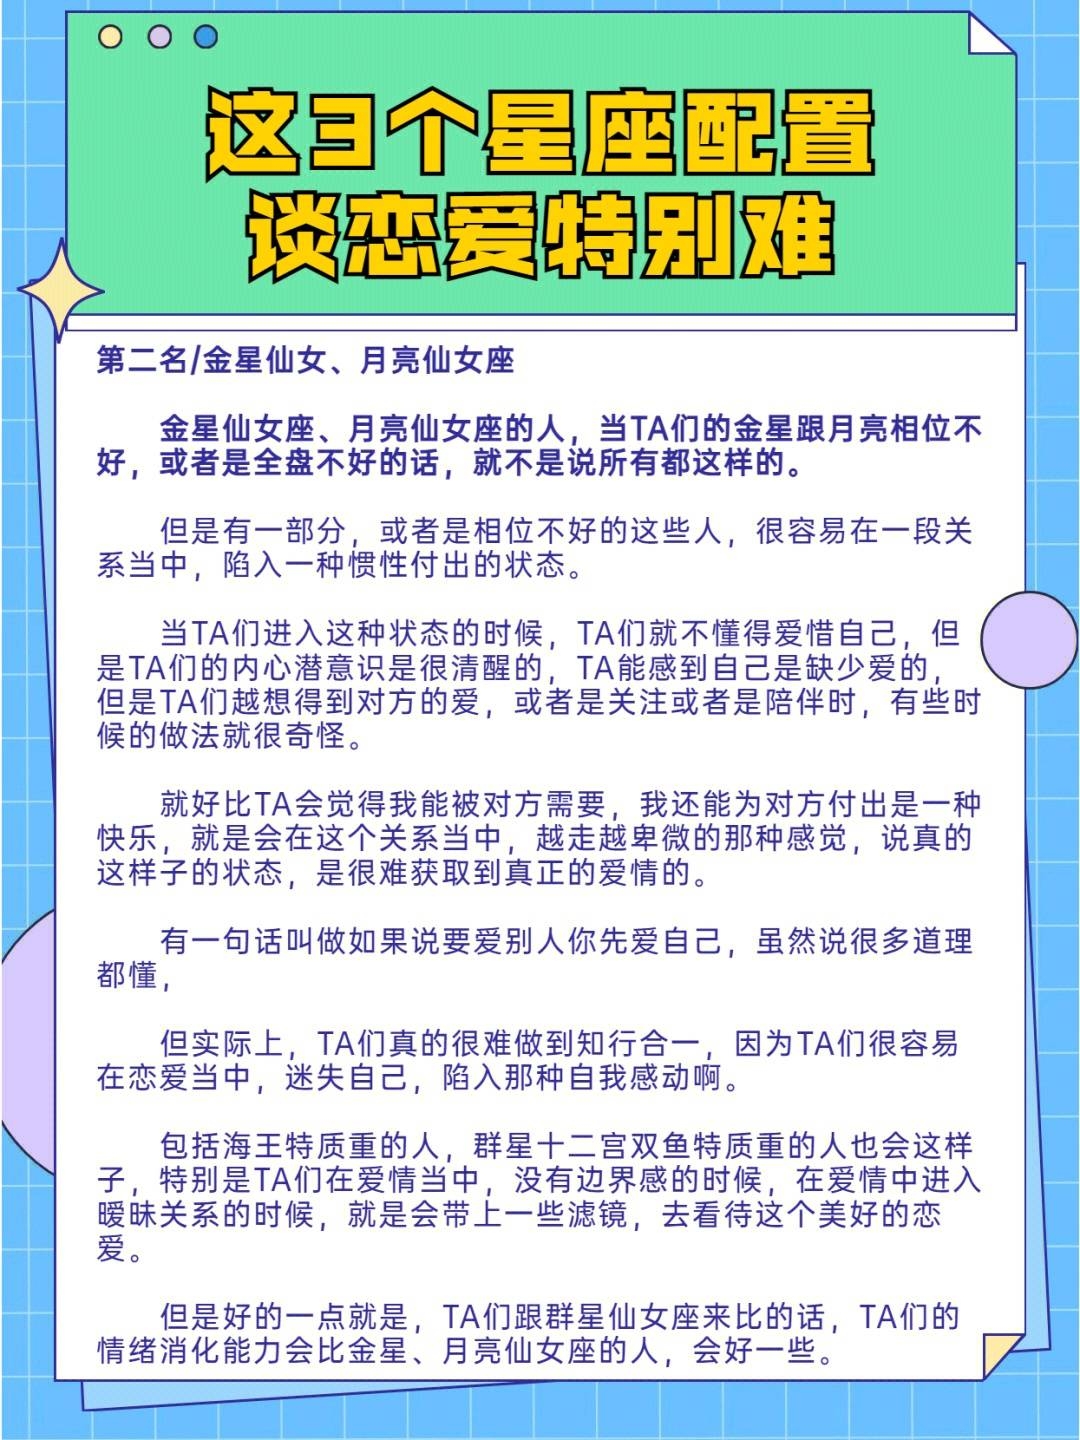 这3个星座配置
谈恋爱特别难
第二名/金星仙女、月亮仙女座
金星仙女座、月亮仙女座的人，当TA们的金星跟月亮相位不
好，或者是全盘不好的话，就不是说所有都这样的。
但是有一部分，或者是相位不好的这些人，很容易在一段关
系当中，陷入一种惯性付出的状态。
当TA们进入这种状态的时候，TA们就不懂得爱惜自己，但
是TA们的内心潜意识是很清醒的，TA能感到自己是缺少爱的，
但是TA们越想得到对方的爱，或者是关注或者是陪伴时，有些时
候的做法就很奇怪。
就好比TA会觉得我能被对方需要，我还能为对方付出是一种
快乐，就是会在这个关系当中，越走越卑微的那种感觉，说真的
这样子的状态，是很难获取到真正的爱情的。
有一句话叫做如果说要爱别人你先爱自己，虽然说很多道理
都懂，
但实际上，TA们真的很难做到知行合一，因为TA们很容易
在恋爱当中，迷失自己，陷入那种自我感动啊。
包括海王特质重的人，群星十二宫双鱼特质重的人也会这样
子，特别是TA们在爱情当中，没有边界感的时候，在爱情中进入
暧昧关系的时候，就是会带上一些滤镜，去看待这个美好的恋
爱。
但是好的一点就是，TA们跟群星仙女座来比的话，TA们的
情绪消化能力会比金星、月亮仙女座的人，会好一些。